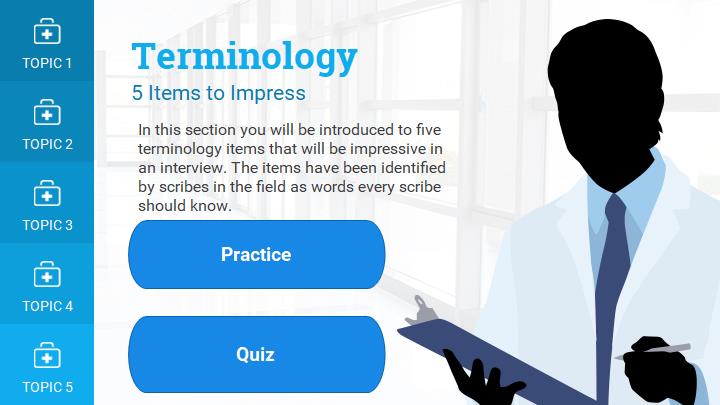 TOPIC 1
TOPIC 2
TOPIC 3
TOPIC 4
TOPIC 5
Terminology
5 Items to Impress
In this section you will be introduced to five
terminology items that will be impressive in
an interview. The items have been identified
by scribes in the field as words every scribe
should know.
Practice
Quiz